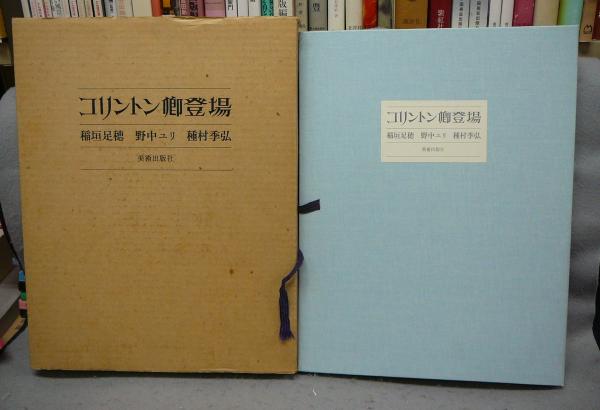 コリントン卿登場
稲垣足穂 野中ユリ 種村季弘
美術出版社
コリントン卿登場
稲垣足穂 野中ユリ 種村季弘
美術出版社